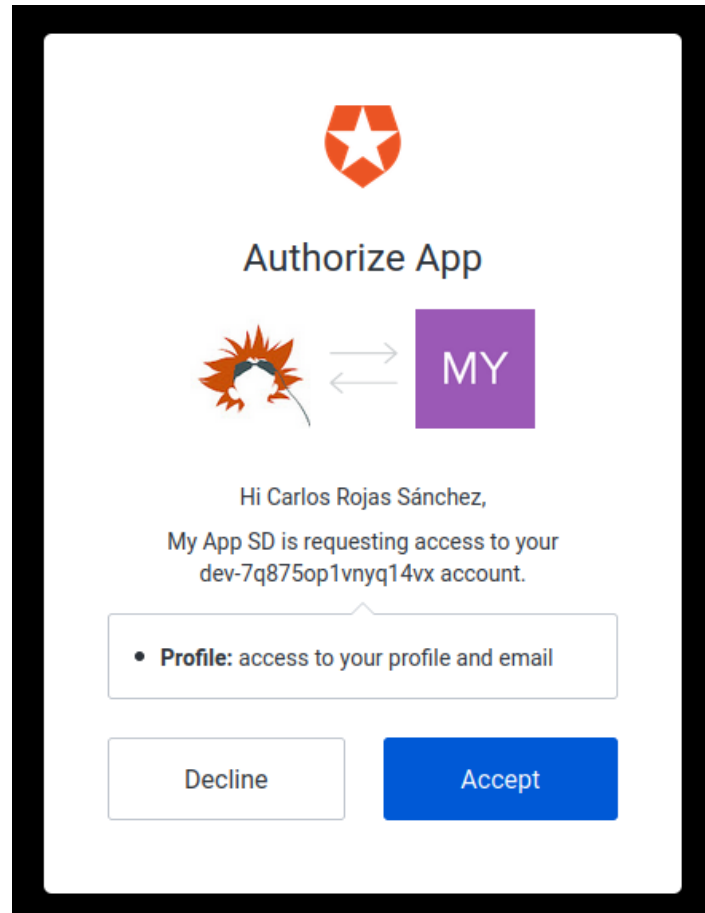 Authorize App
MY
Hi Carlos Rojas Sánchez,
My App SD is requesting access to your
dev-7q875op1vnyq14vx account.
• Profile: access to your profile and email
Decline
Accept